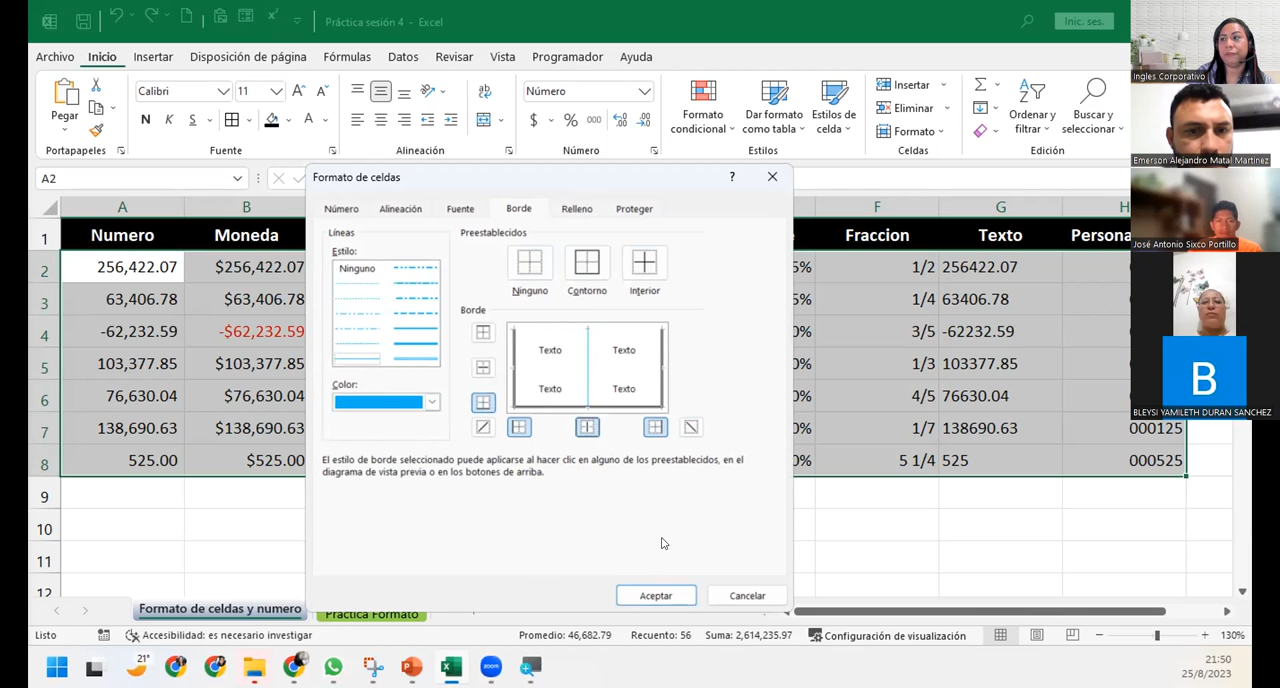 Práctica sesión 4 - Excel
Inic. ses.
Archivo Inicio Insertar Disposición de página Fórmulas Datos Revisar Vista Programador Ayuda
Pegar
Calibri 11
N K S
Número
$ % 000
Formato condicional
Dar formato como tabla
Estilos de celda
Insertar
Eliminar
Formato
Ordenar y filtrar
Buscar y seleccionar
Portapapeles Fuente Alineación Número Estilos Celdas Edición
A2
Formato de celdas
Número Alineación Fuente Borde Relleno Proteger
Líneas
Estilo:
Ninguno
Color:
Preestablecidos
Ninguno Contorno Interior
Borde
Texto Texto
Texto Texto
El estilo de borde seleccionado puede aplicarse al hacer clic en alguno de los preestablecidos, en el
diagrama de vista previa o en los botones de arriba.
Aceptar Cancelar
A B F G H
1 Numero Moneda Fraccion Texto Persona
2 256,422.07 $256,422.07 5% 1/2 256422.07
3 63,406.78 $63,406.78 5% 1/4 63406.78
4 -62,232.59 -$62,232.59 0% 3/5 -62232.59
5 103,377.85 $103,377.85 0% 1/3 103377.85
6 76,630.04 $76,630.04 0% 4/5 76630.04
7 138,690.63 $138,690.63 0% 1/7 138690.63 000125
8 525.00 $525.00 0% 5 1/4 525 000525
9
10
11
12
Formato de celdas y numero Práctica Formato
Listo Accesibilidad: es necesario investigar Promedio: 46,682.79 Recuento: 56 Suma: 2,614,235.97 Configuración de visualización 130%
21°
zoom
21:50
25/8/2023
Ingles Corporativo
Emerson Alejandro Matal Martinez
José Antonio Sixco Portillo
B
BLEYSI YAMILETH DURAN SANCHEZ